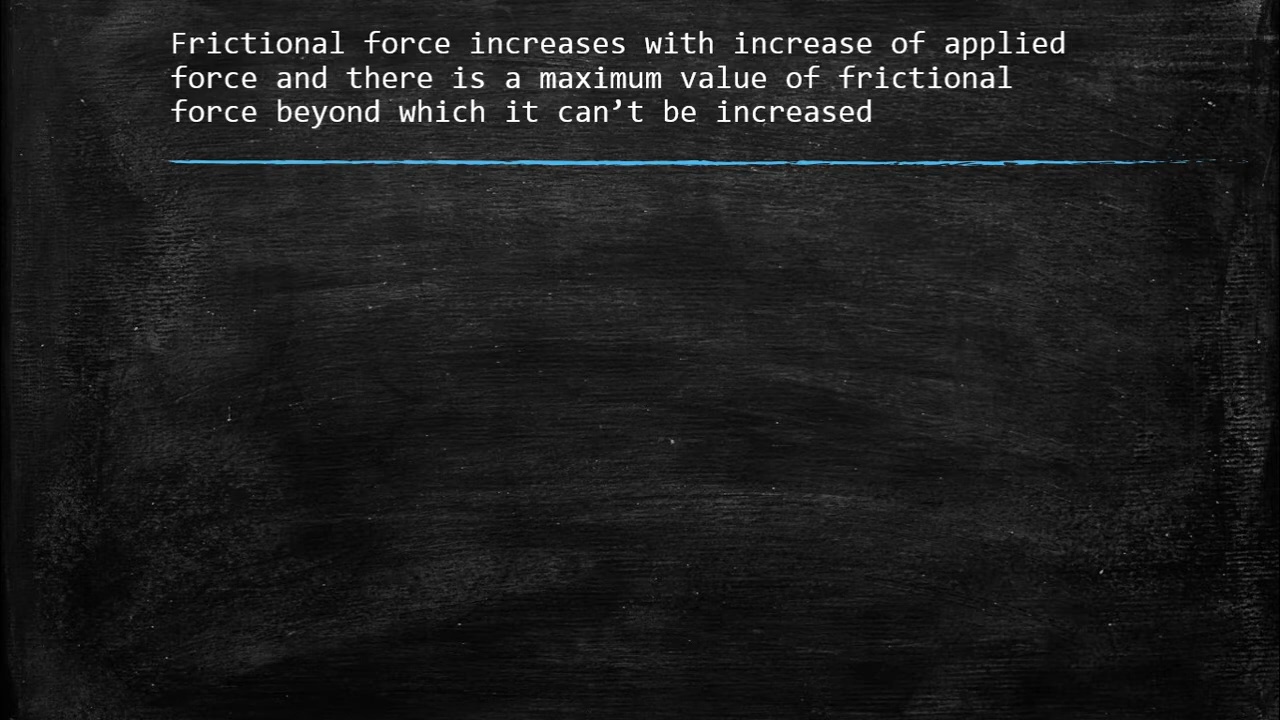 Frictional force increases with increase of applied
force and there is a maximum value of frictional
force beyond which it can’t be increased